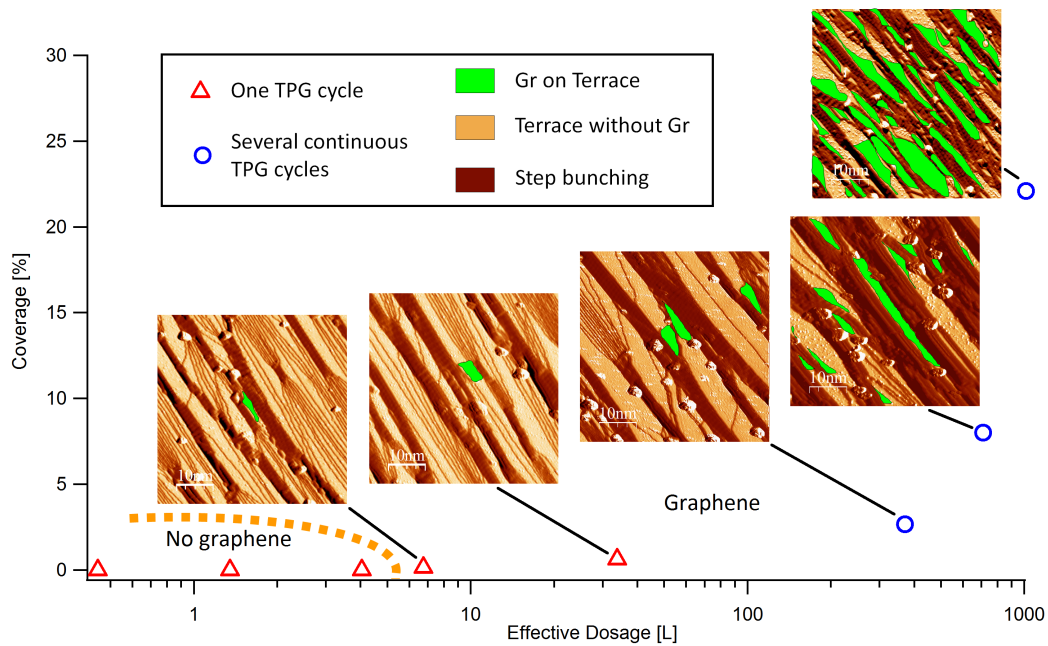 30
25
20
15
10
5
0
Coverage [%]
One TPG cycle
Several continuous
TPG cycles
Gr on Terrace
Terrace without Gr
Step bunching
10nm
10nm
10nm
10nm
10nm
No graphene
Graphene
1
10
100
1000
Effective Dosage [L]